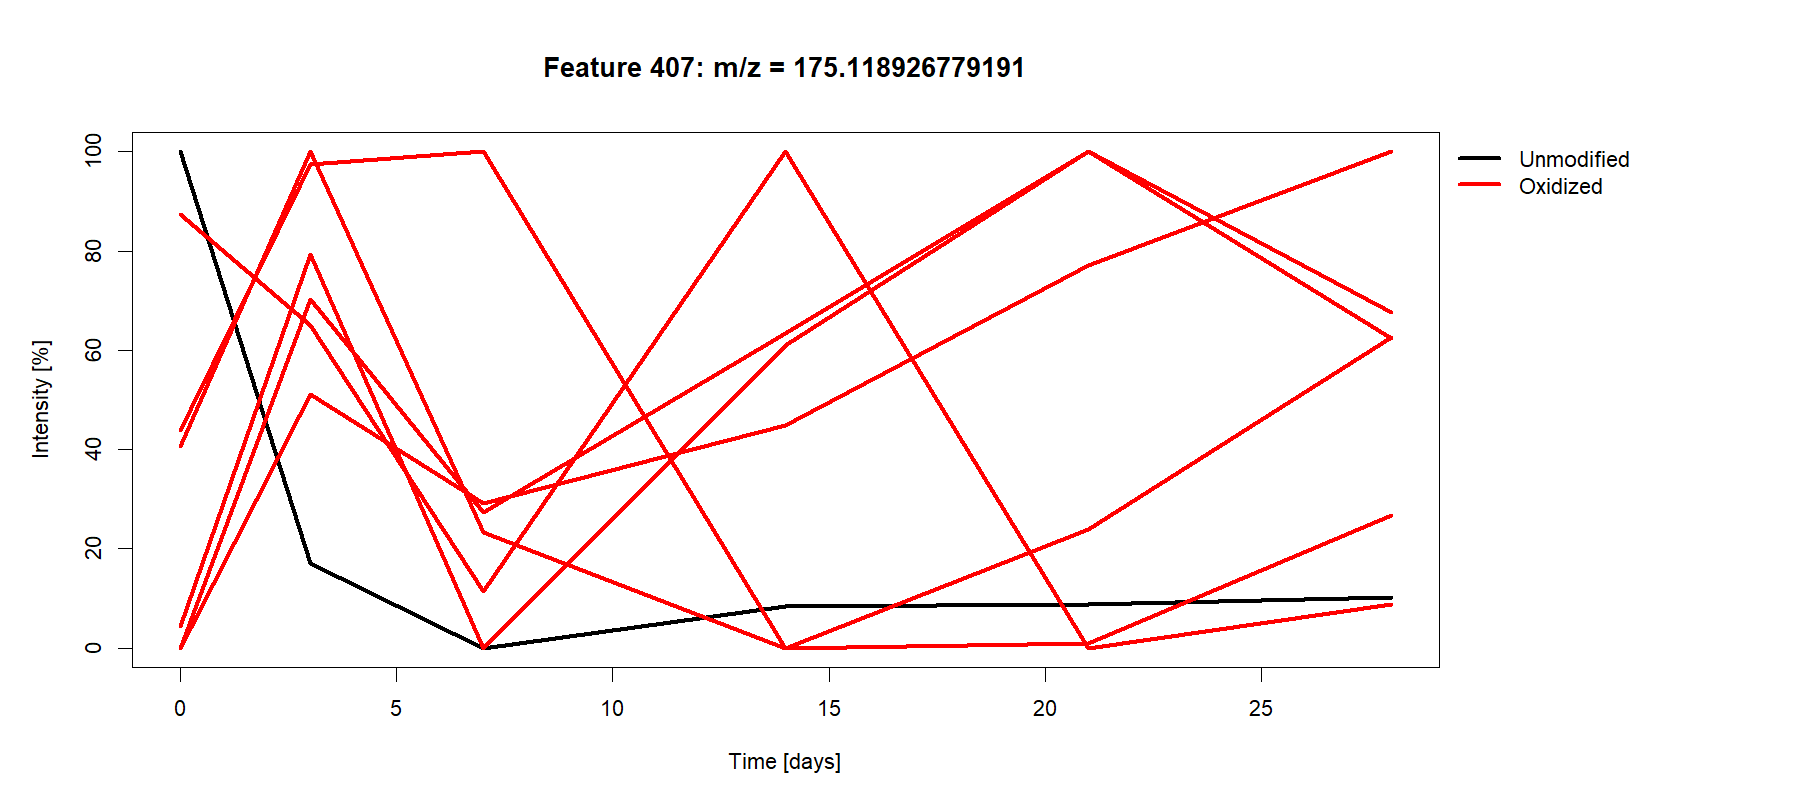 Feature 407: m/z = 175.118926779191
Unmodified
Oxidized
Intensity [%]
100
80
60
40
20
0
0 5 10 15 20 25
Time [days]